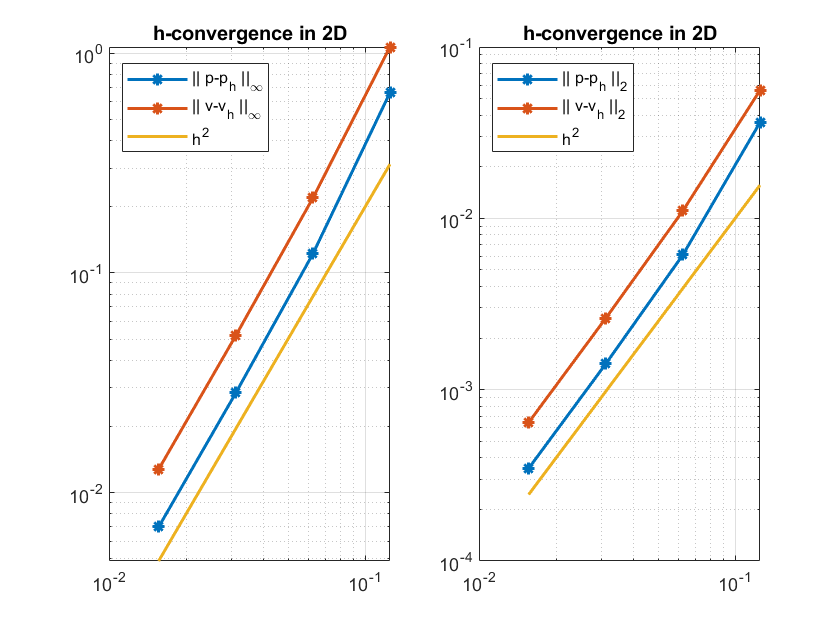 h-convergence in 2D
|| p-p_h ||_∞
|| v-v_h ||_∞
h^2
10^0
10^-1
10^-2
10^-2
10^-1
h-convergence in 2D
|| p-p_h ||_2
|| v-v_h ||_2
h^2
10^-1
10^-2
10^-3
10^-4
10^-2
10^-1